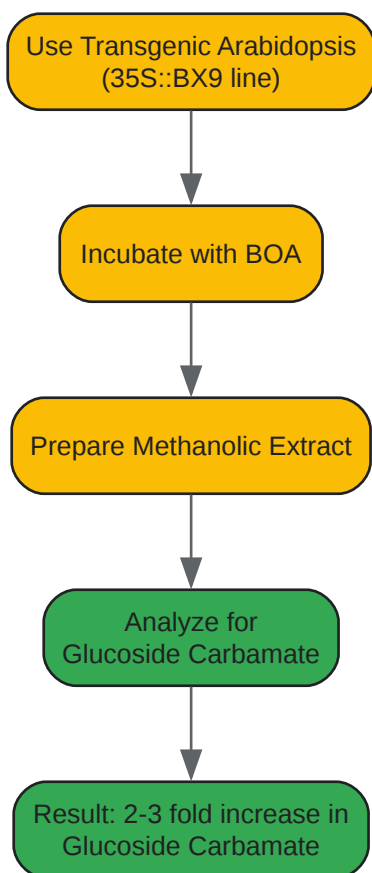 Use Transgenic Arabidopsis
(35S::BX9 line)
Incubate with BOA
Prepare Methanolic Extract
Analyze for
Glucoside Carbamate
Result: 2-3 fold increase in
Glucoside Carbamate